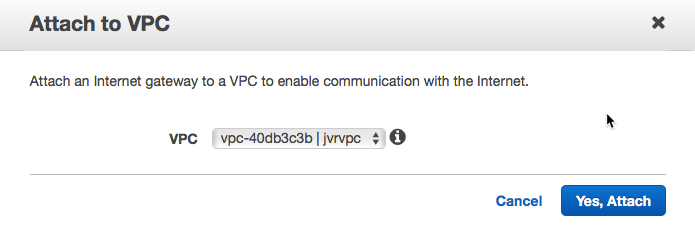 Attach to VPC
Attach an Internet gateway to a VPC to enable communication with the Internet.
VPC vpc-40db3c3b | jvrvpc
Cancel Yes, Attach